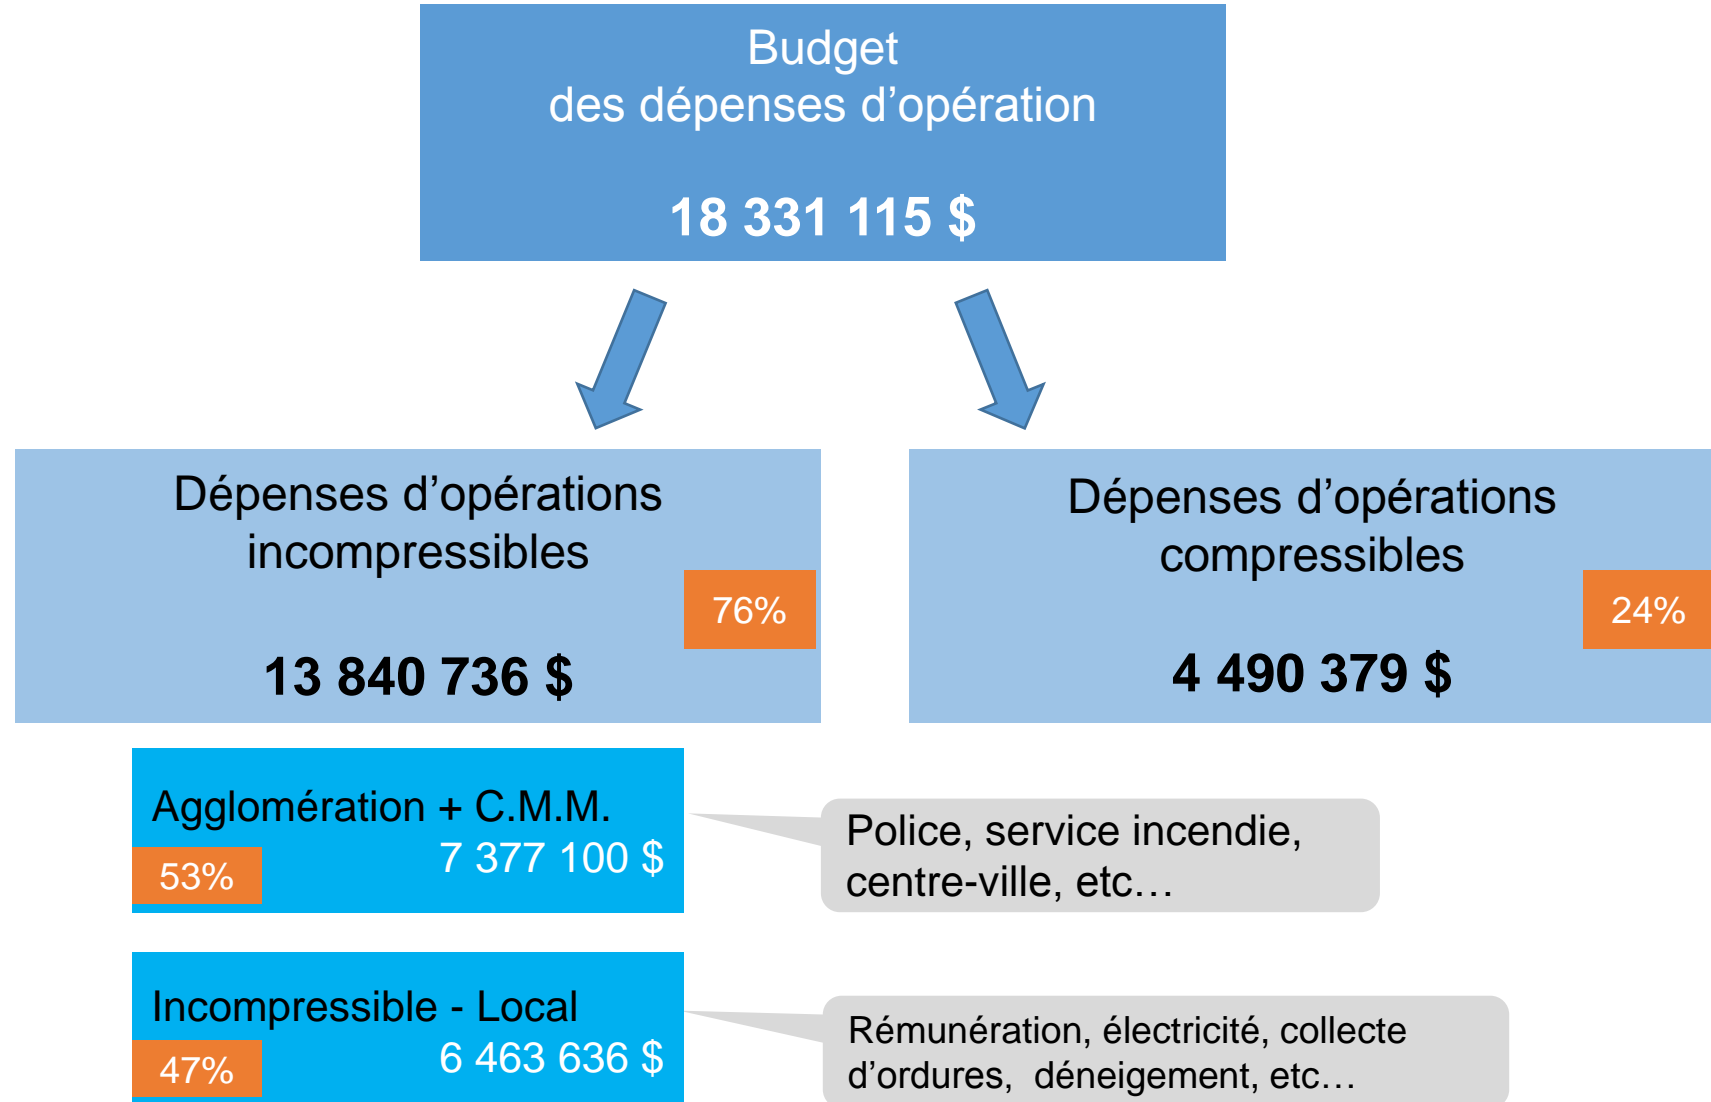 Budget
des dépenses d’opération
18 331 115 $
Dépenses d’opérations
incompressibles
76%
13 840 736 $
Dépenses d’opérations
compressibles
24%
4 490 379 $
Agglomération + C.M.M.
7 377 100 $
53%
Police, service incendie,
centre-ville, etc…
Incompressible - Local
6 463 636 $
47%
Rémunération, électricité, collecte
d’ordures,  déneigement, etc…